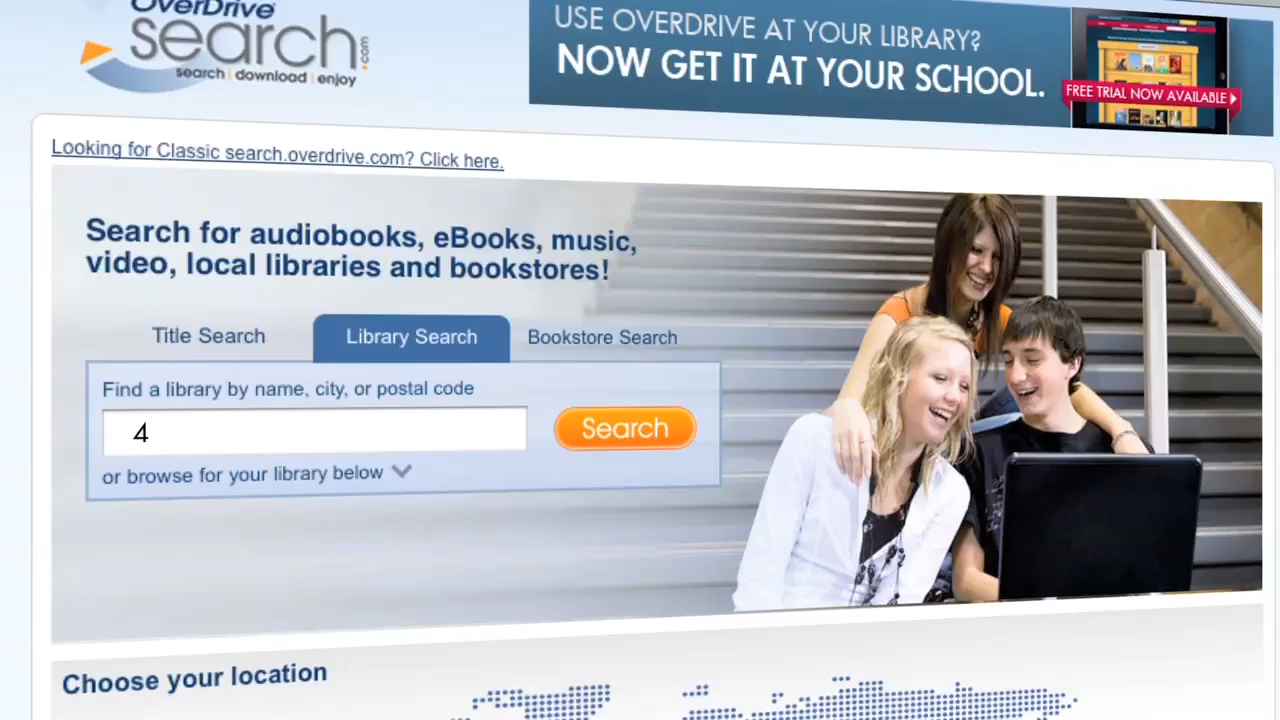 OverDrive
search.com
search | download | enjoy
USE OVERDRIVE AT YOUR LIBRARY?
NOW GET IT AT YOUR SCHOOL.
FREE TRIAL NOW AVAILABLE
Looking for Classic search.overdrive.com? Click here.
Search for audiobooks, eBooks, music,
video, local libraries and bookstores!
Title Search
Library Search
Bookstore Search
Find a library by name, city, or postal code
4
Search
or browse for your library below
Choose your location